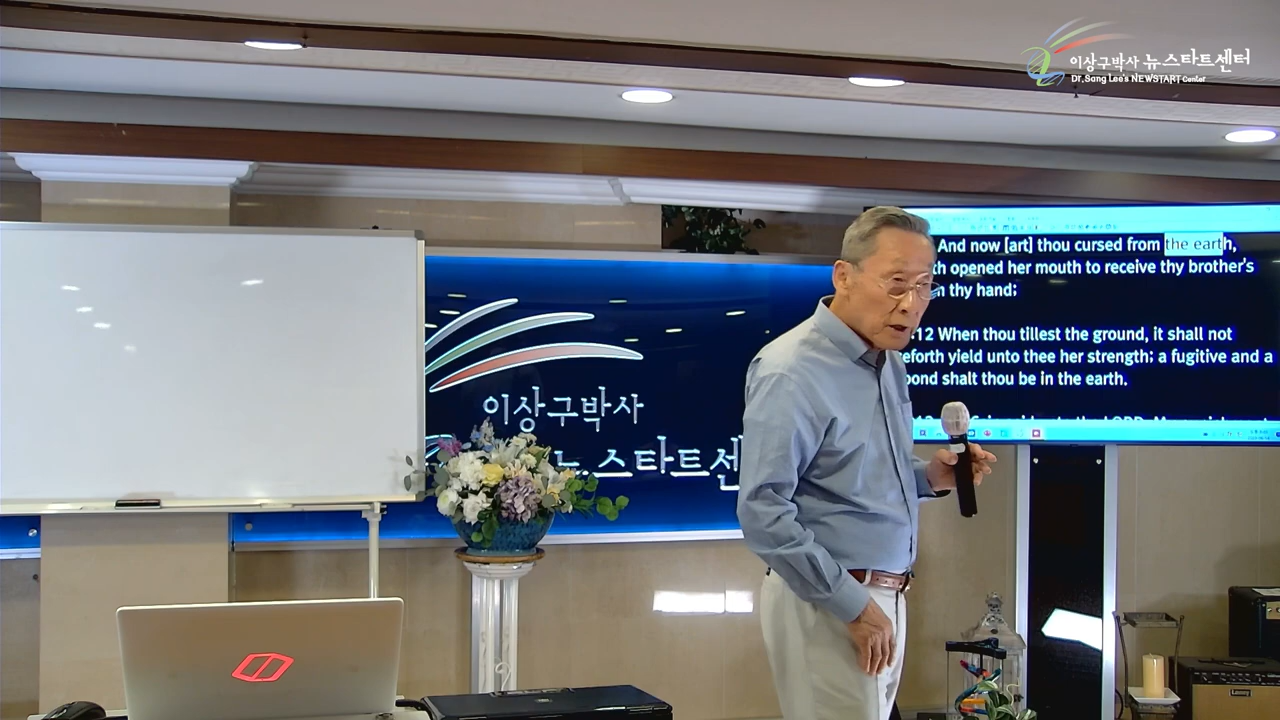 이상구박사 뉴스타트센터
Dr. Sang Lee's NEWSTART Center
And now [art] thou cursed from the earth,
opened her mouth to receive thy brother's
thy hand;
12 When thou tillest the ground, it shall not
yield unto thee her strength; a fugitive and a
shalt thou be in the earth.
이상구박사
뉴스타트센
Laney